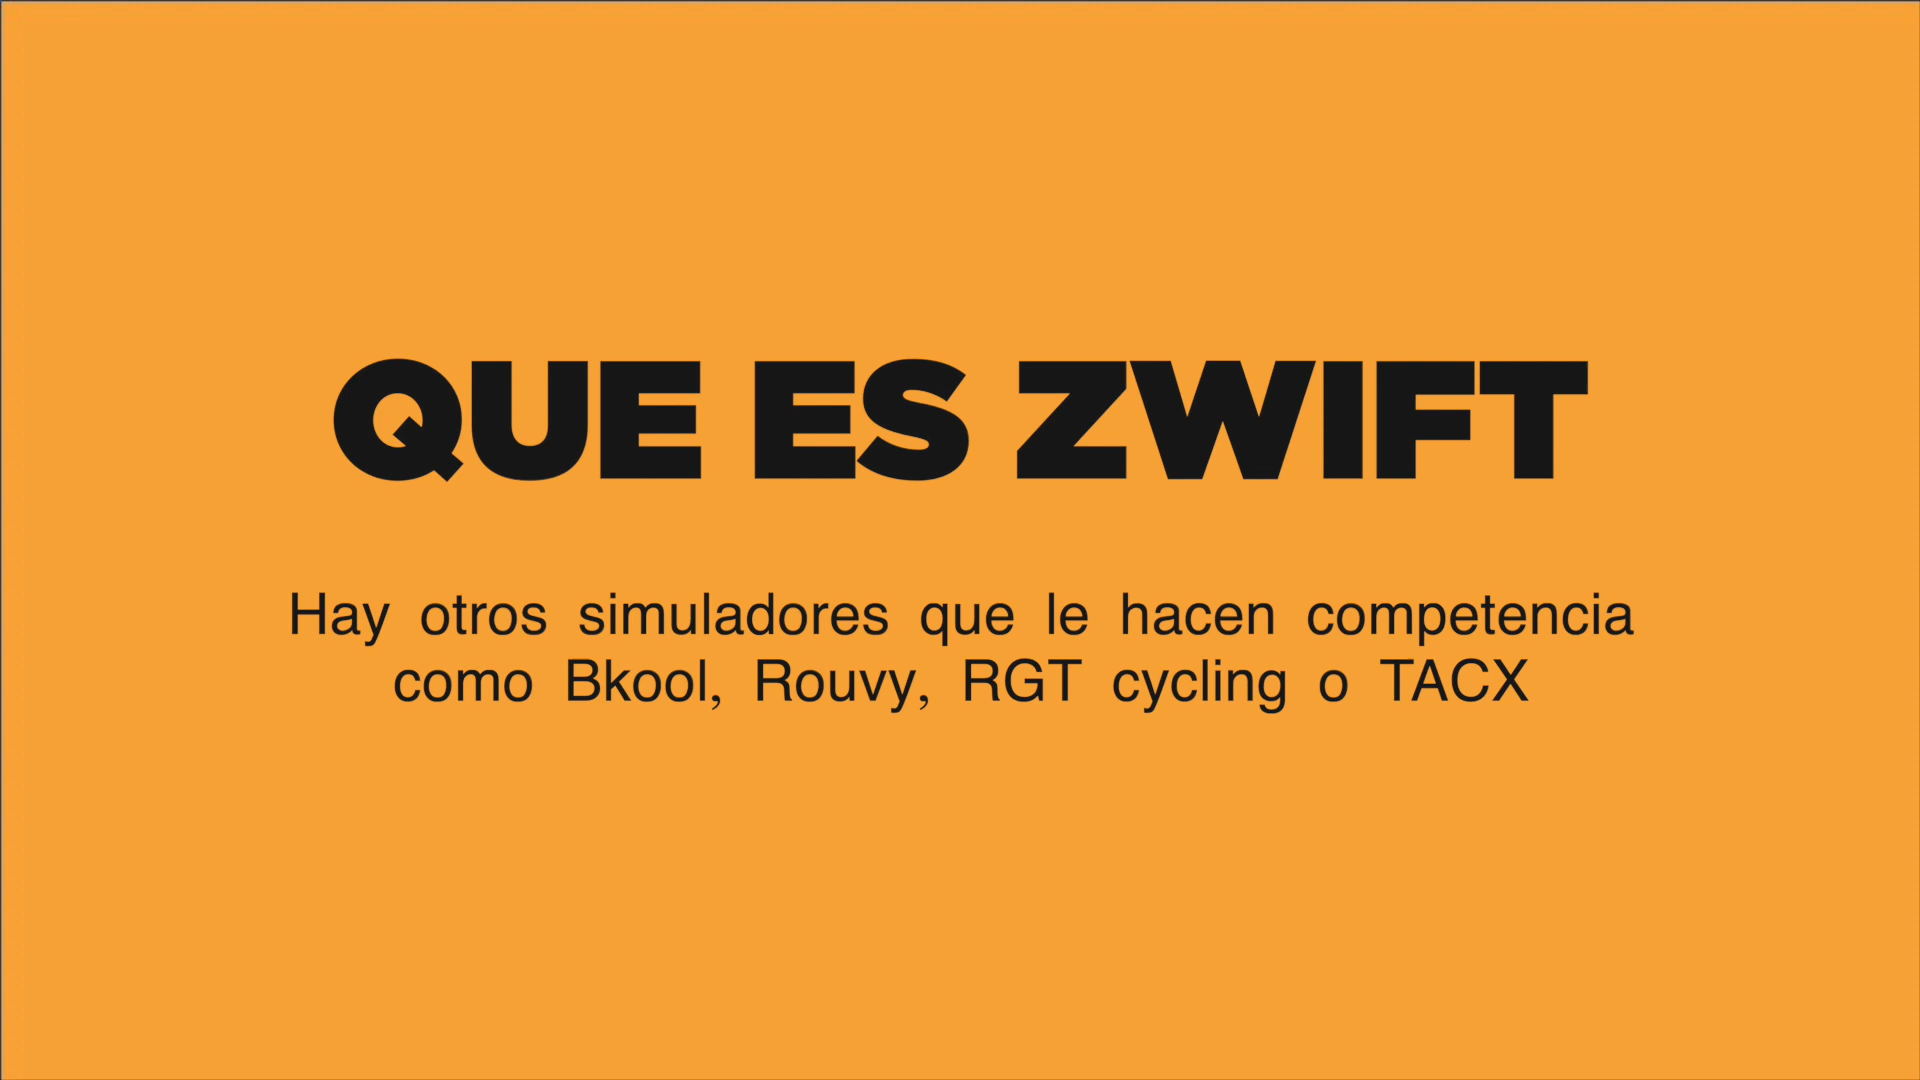 QUE ES ZWIFT
Hay otros simuladores que le hacen competencia
como Bkool, Rouvy, RGT cycling o TACX